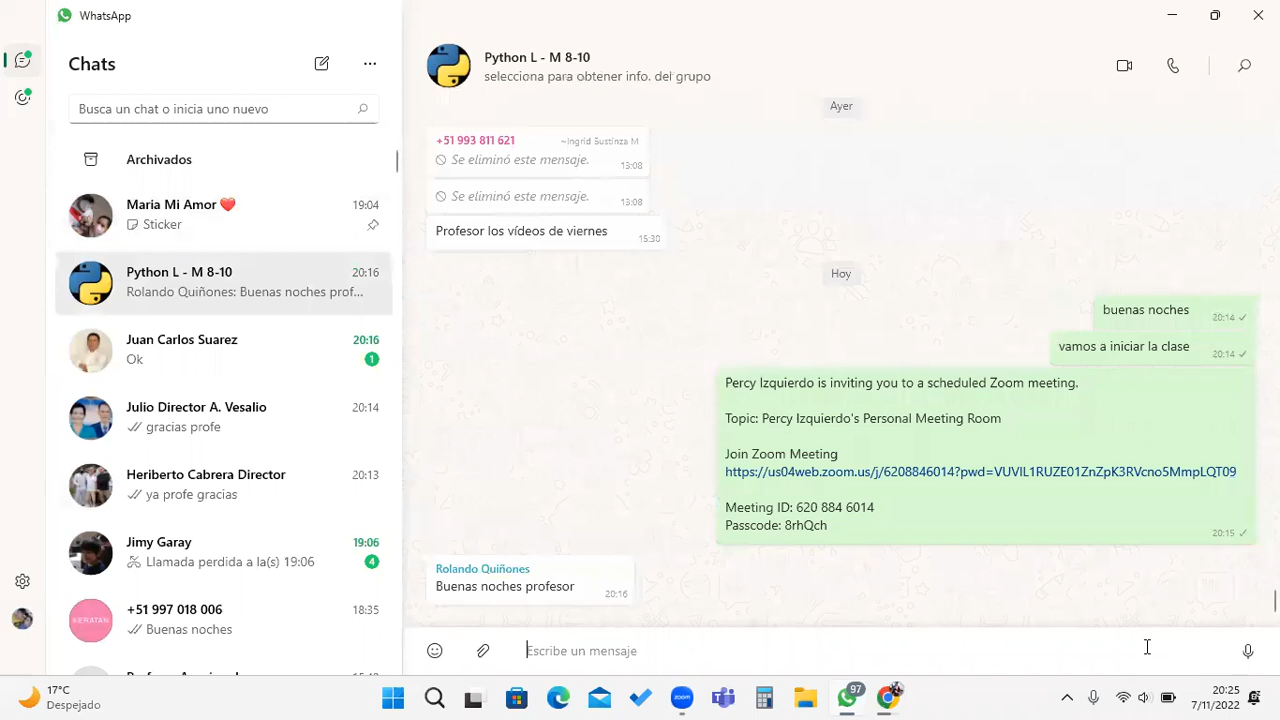 WhatsApp
Chats
Busca un chat o inicia uno nuevo
Archivados
Maria Mi Amor ❤️ 19:04
Sticker
Python L - M 8-10 20:16
Rolando Quiñones: Buenas noches prof...
Juan Carlos Suarez 20:16
Ok 1
Julio Director A. Vesalio 20:14
gracias profe
Heriberto Cabrera Director 20:13
ya profe gracias
Jimy Garay 19:06
Llamada perdida a la(s) 19:06 4
KERATAN
+51 997 018 006 18:35
Buenas noches
Python L - M 8-10
selecciona para obtener info. del grupo
Ayer
+51 993 811 621 ~Ingrid Sustinza M
Se eliminó este mensaje. 13:08
Se eliminó este mensaje. 13:08
Profesor los vídeos de viernes 15:30
Hoy
buenas noches 20:14
vamos a iniciar la clase 20:14
Percy Izquierdo is inviting you to a scheduled Zoom meeting.
Topic: Percy Izquierdo's Personal Meeting Room
Join Zoom Meeting
https://us04web.zoom.us/j/6208846014?pwd=VUVIL1RUZE01ZnZpK3RVcno5MmpLQT09
Meeting ID: 620 884 6014
Passcode: 8rhQch
20:15
Rolando Quiñones
Buenas noches profesor 20:16
Escribe un mensaje
17°C
Despejado
zoom
97
20:25
7/11/2022